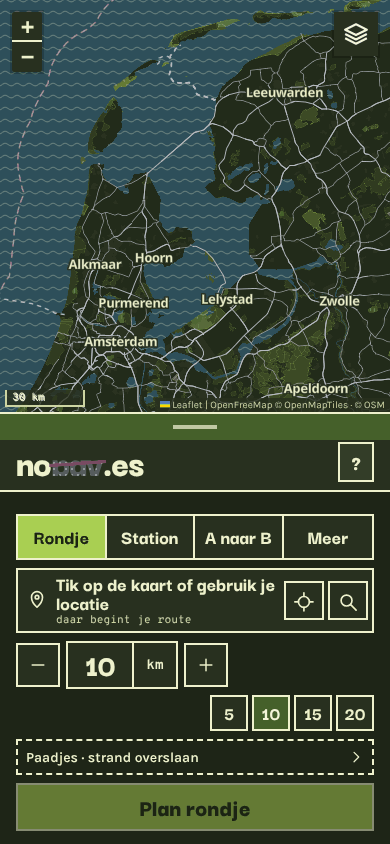 +
−
Leeuwarden
Alkmaar
Hoorn
Purmerend
Lelystad
Zwolle
Amsterdam
Apeldoorn
30 km
Leaflet | OpenFreeMap © OpenMapTiles · © OSM
no .es
?
Rondje
Station
A naar B
Meer
Tik op de kaart of gebruik je
locatie
daar begint je route
− 10 km +
5 10 15 20
Paadjes · strand overslaan
Plan rondje